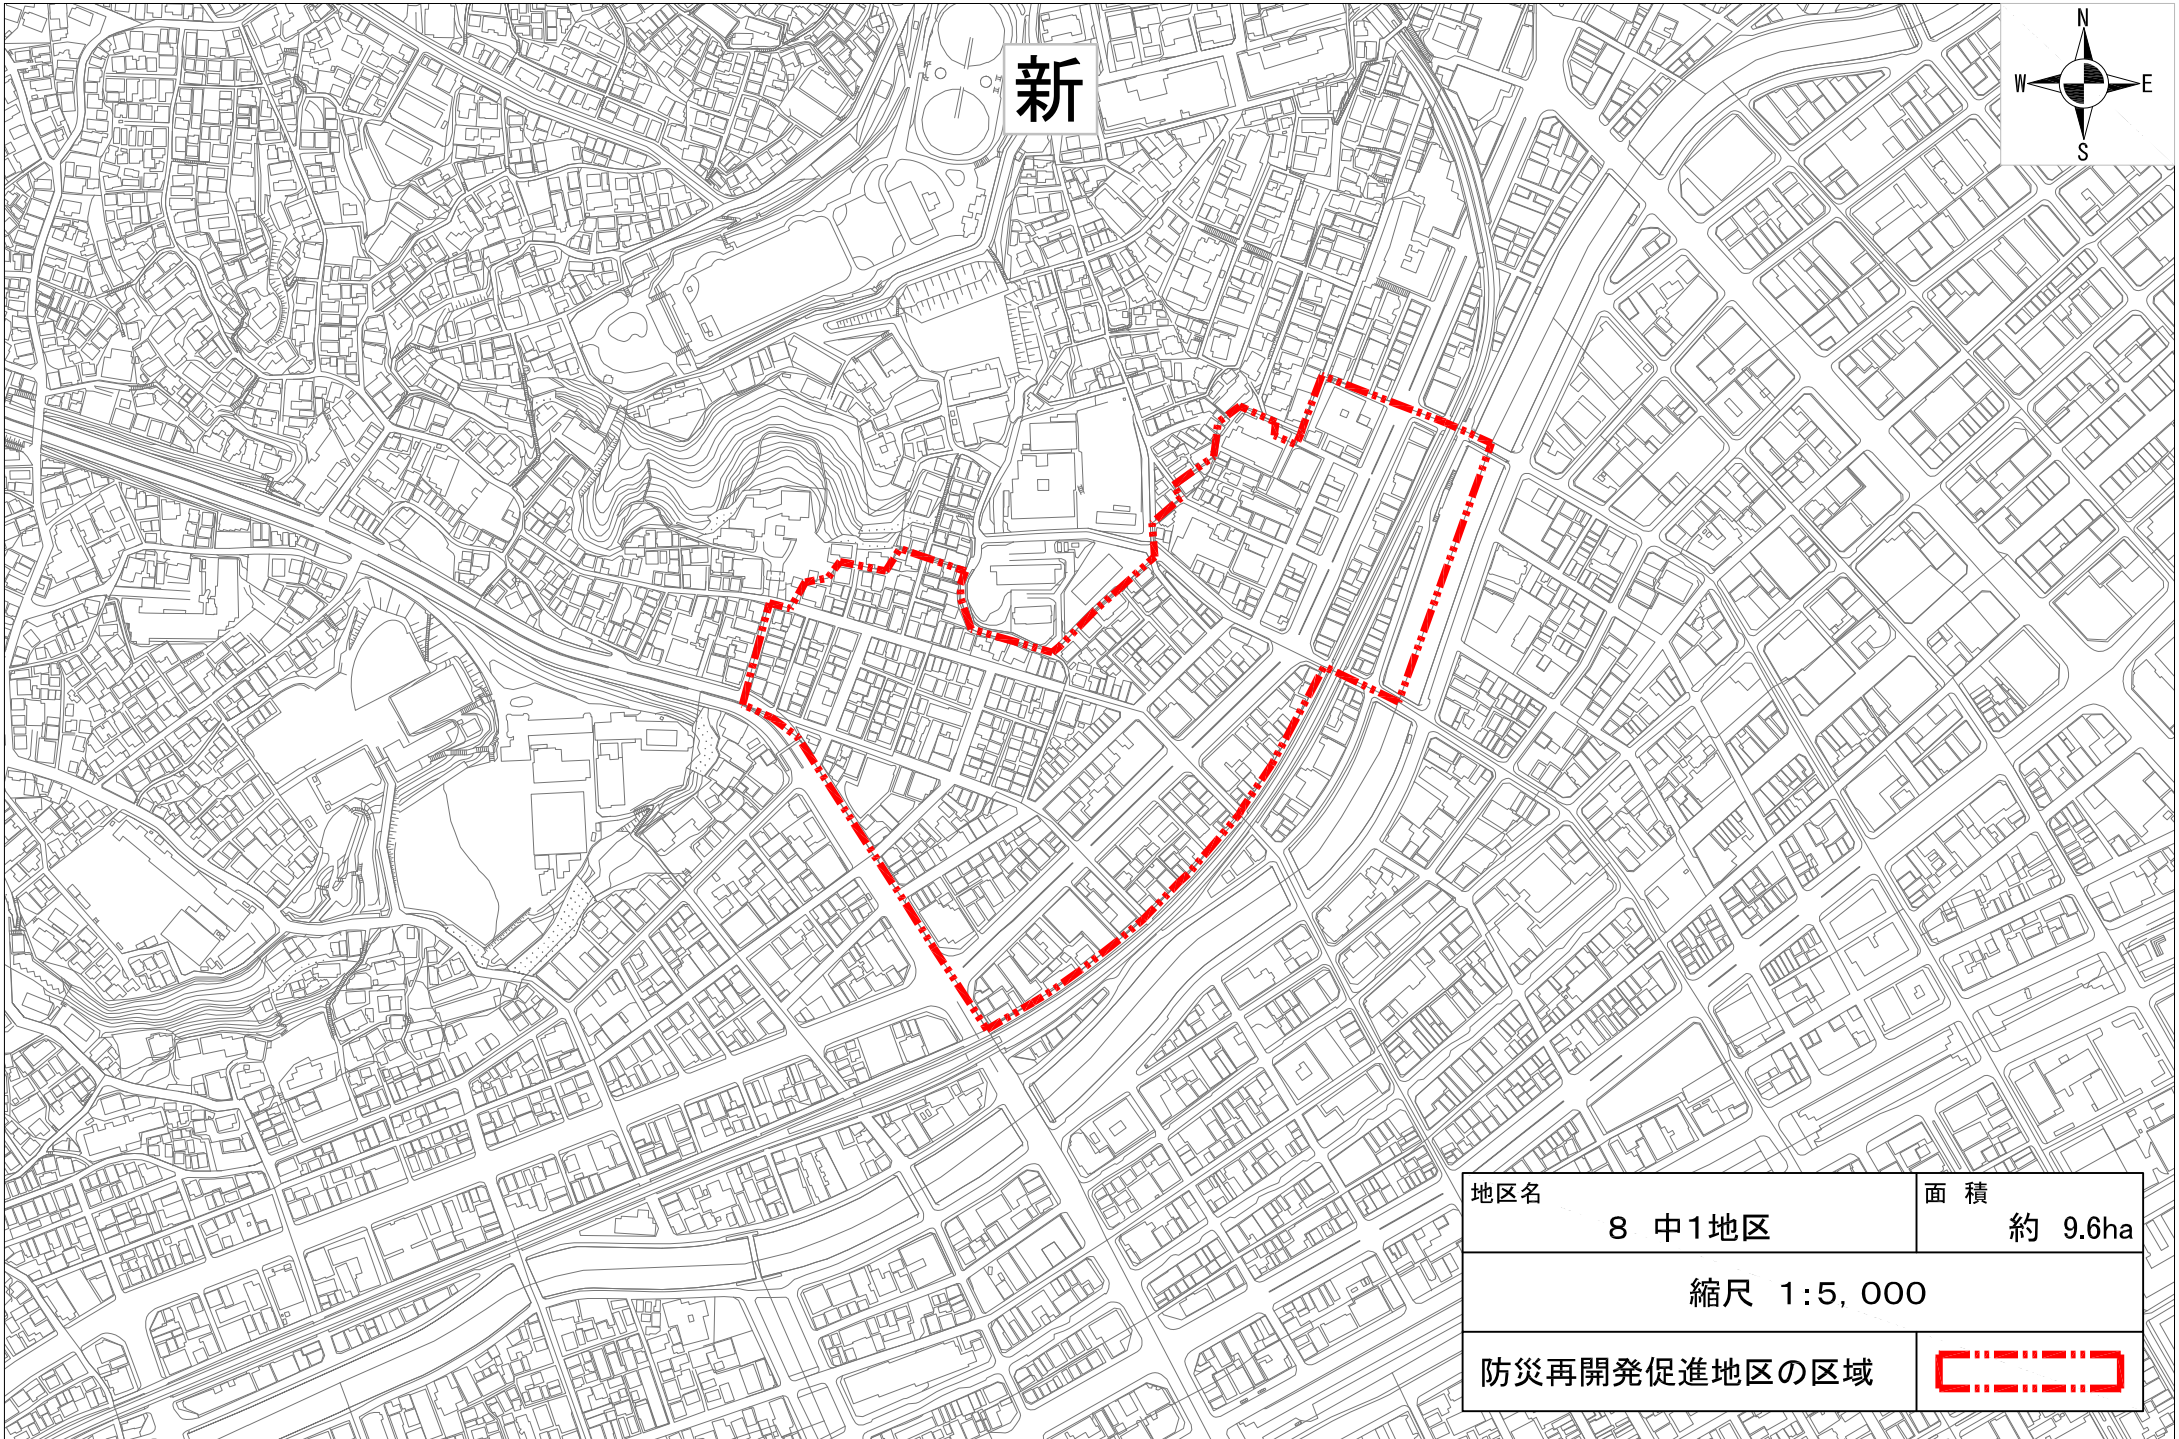 新
N
W E
S
地区名
8 中1地区
面 積
約 9.6ha
縮尺 1:5,000
防災再開発促進地区の区域